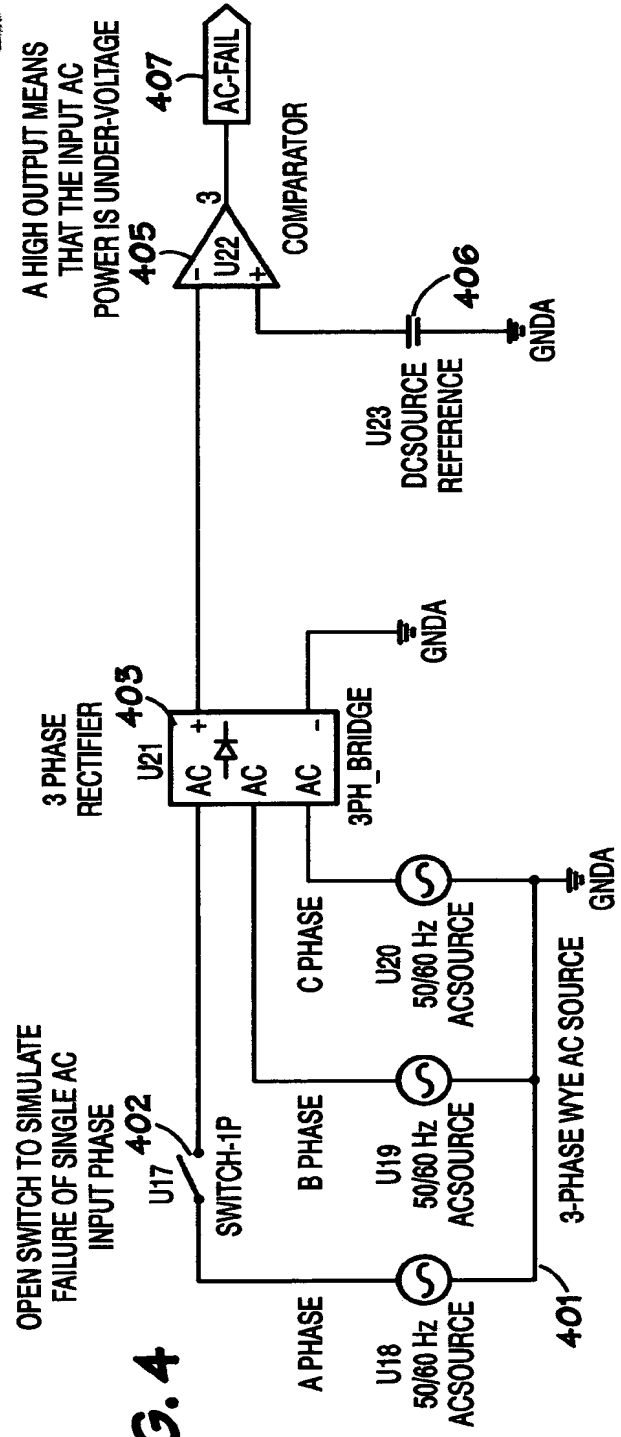 OPEN SWITCH TO SIMULATE
FAILURE OF SINGLE AC
INPUT PHASE
3 PHASE
RECTIFIER
A HIGH OUTPUT MEANS
THAT THE INPUT AC
POWER IS UNDER-VOLTAGE
G. 4
U17
402
SWITCH-1P
U21
403
AC
AC
AC
+
-
3PH_BRIDGE
405
-
+
U22
3
COMPARATOR
407
AC-FAIL
A PHASE
B PHASE
C PHASE
U18
50/60 Hz
ACSOURCE
U19
50/60 Hz
ACSOURCE
U20
50/60 Hz
ACSOURCE
401
3-PHASE WYE AC SOURCE
GNDA
GNDA
U23
DCSOURCE
REFERENCE
406
GNDA